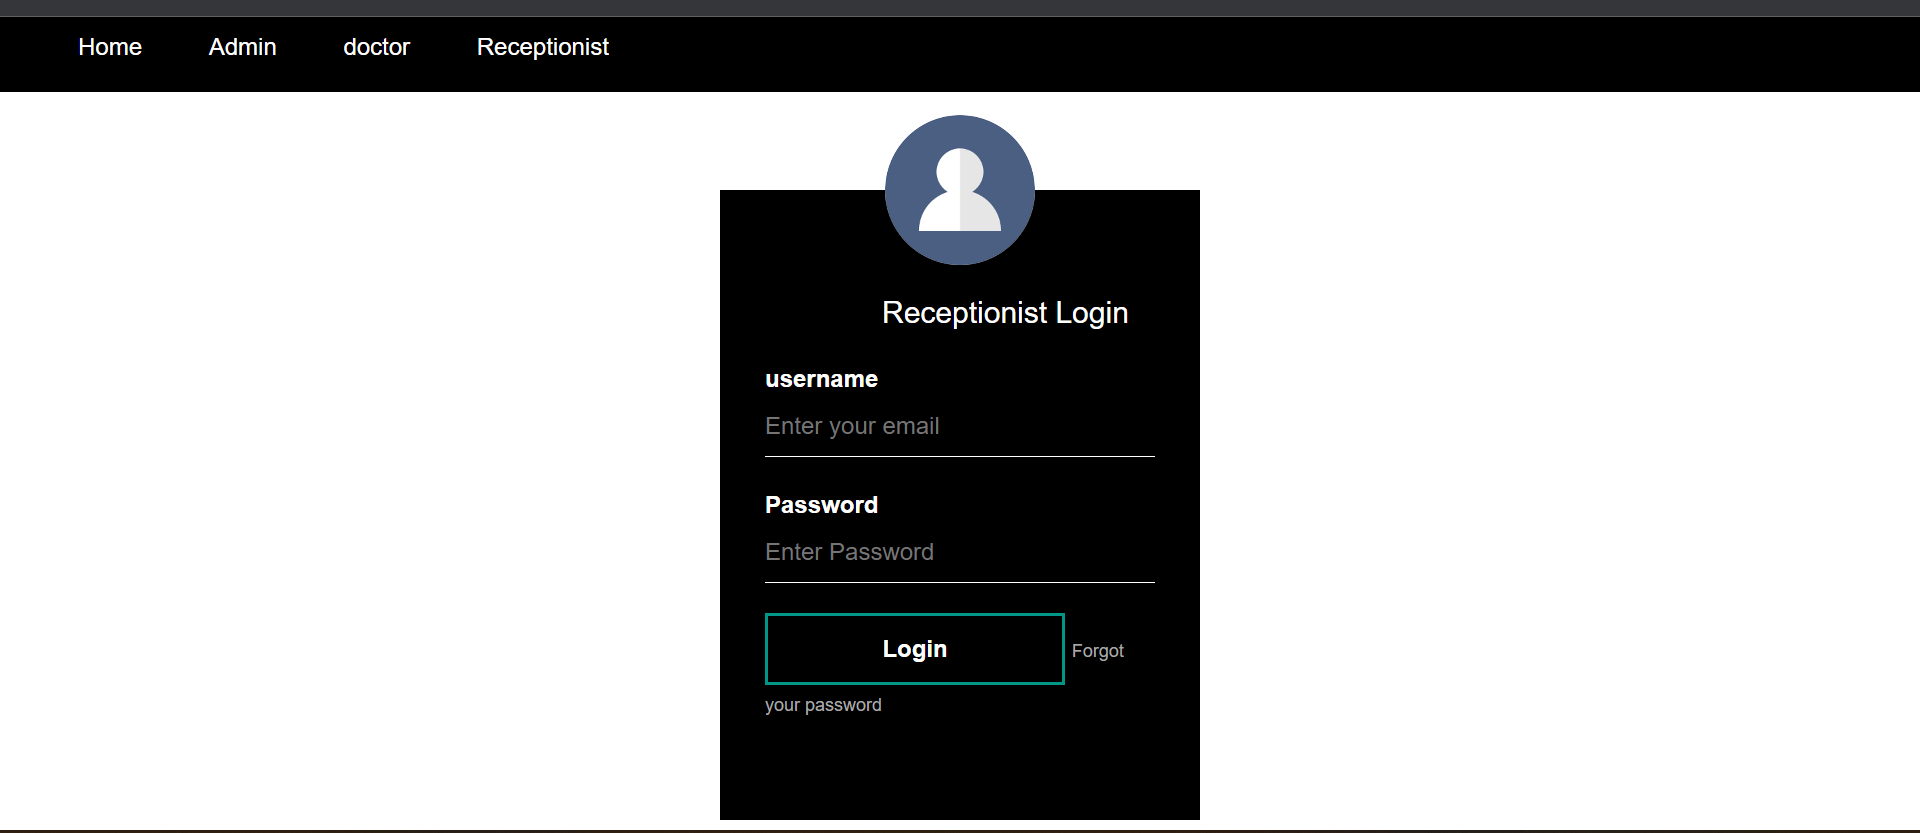 Home Admin doctor Receptionist
Receptionist Login
username
Enter your email
Password
Enter Password
Login Forgot
your password